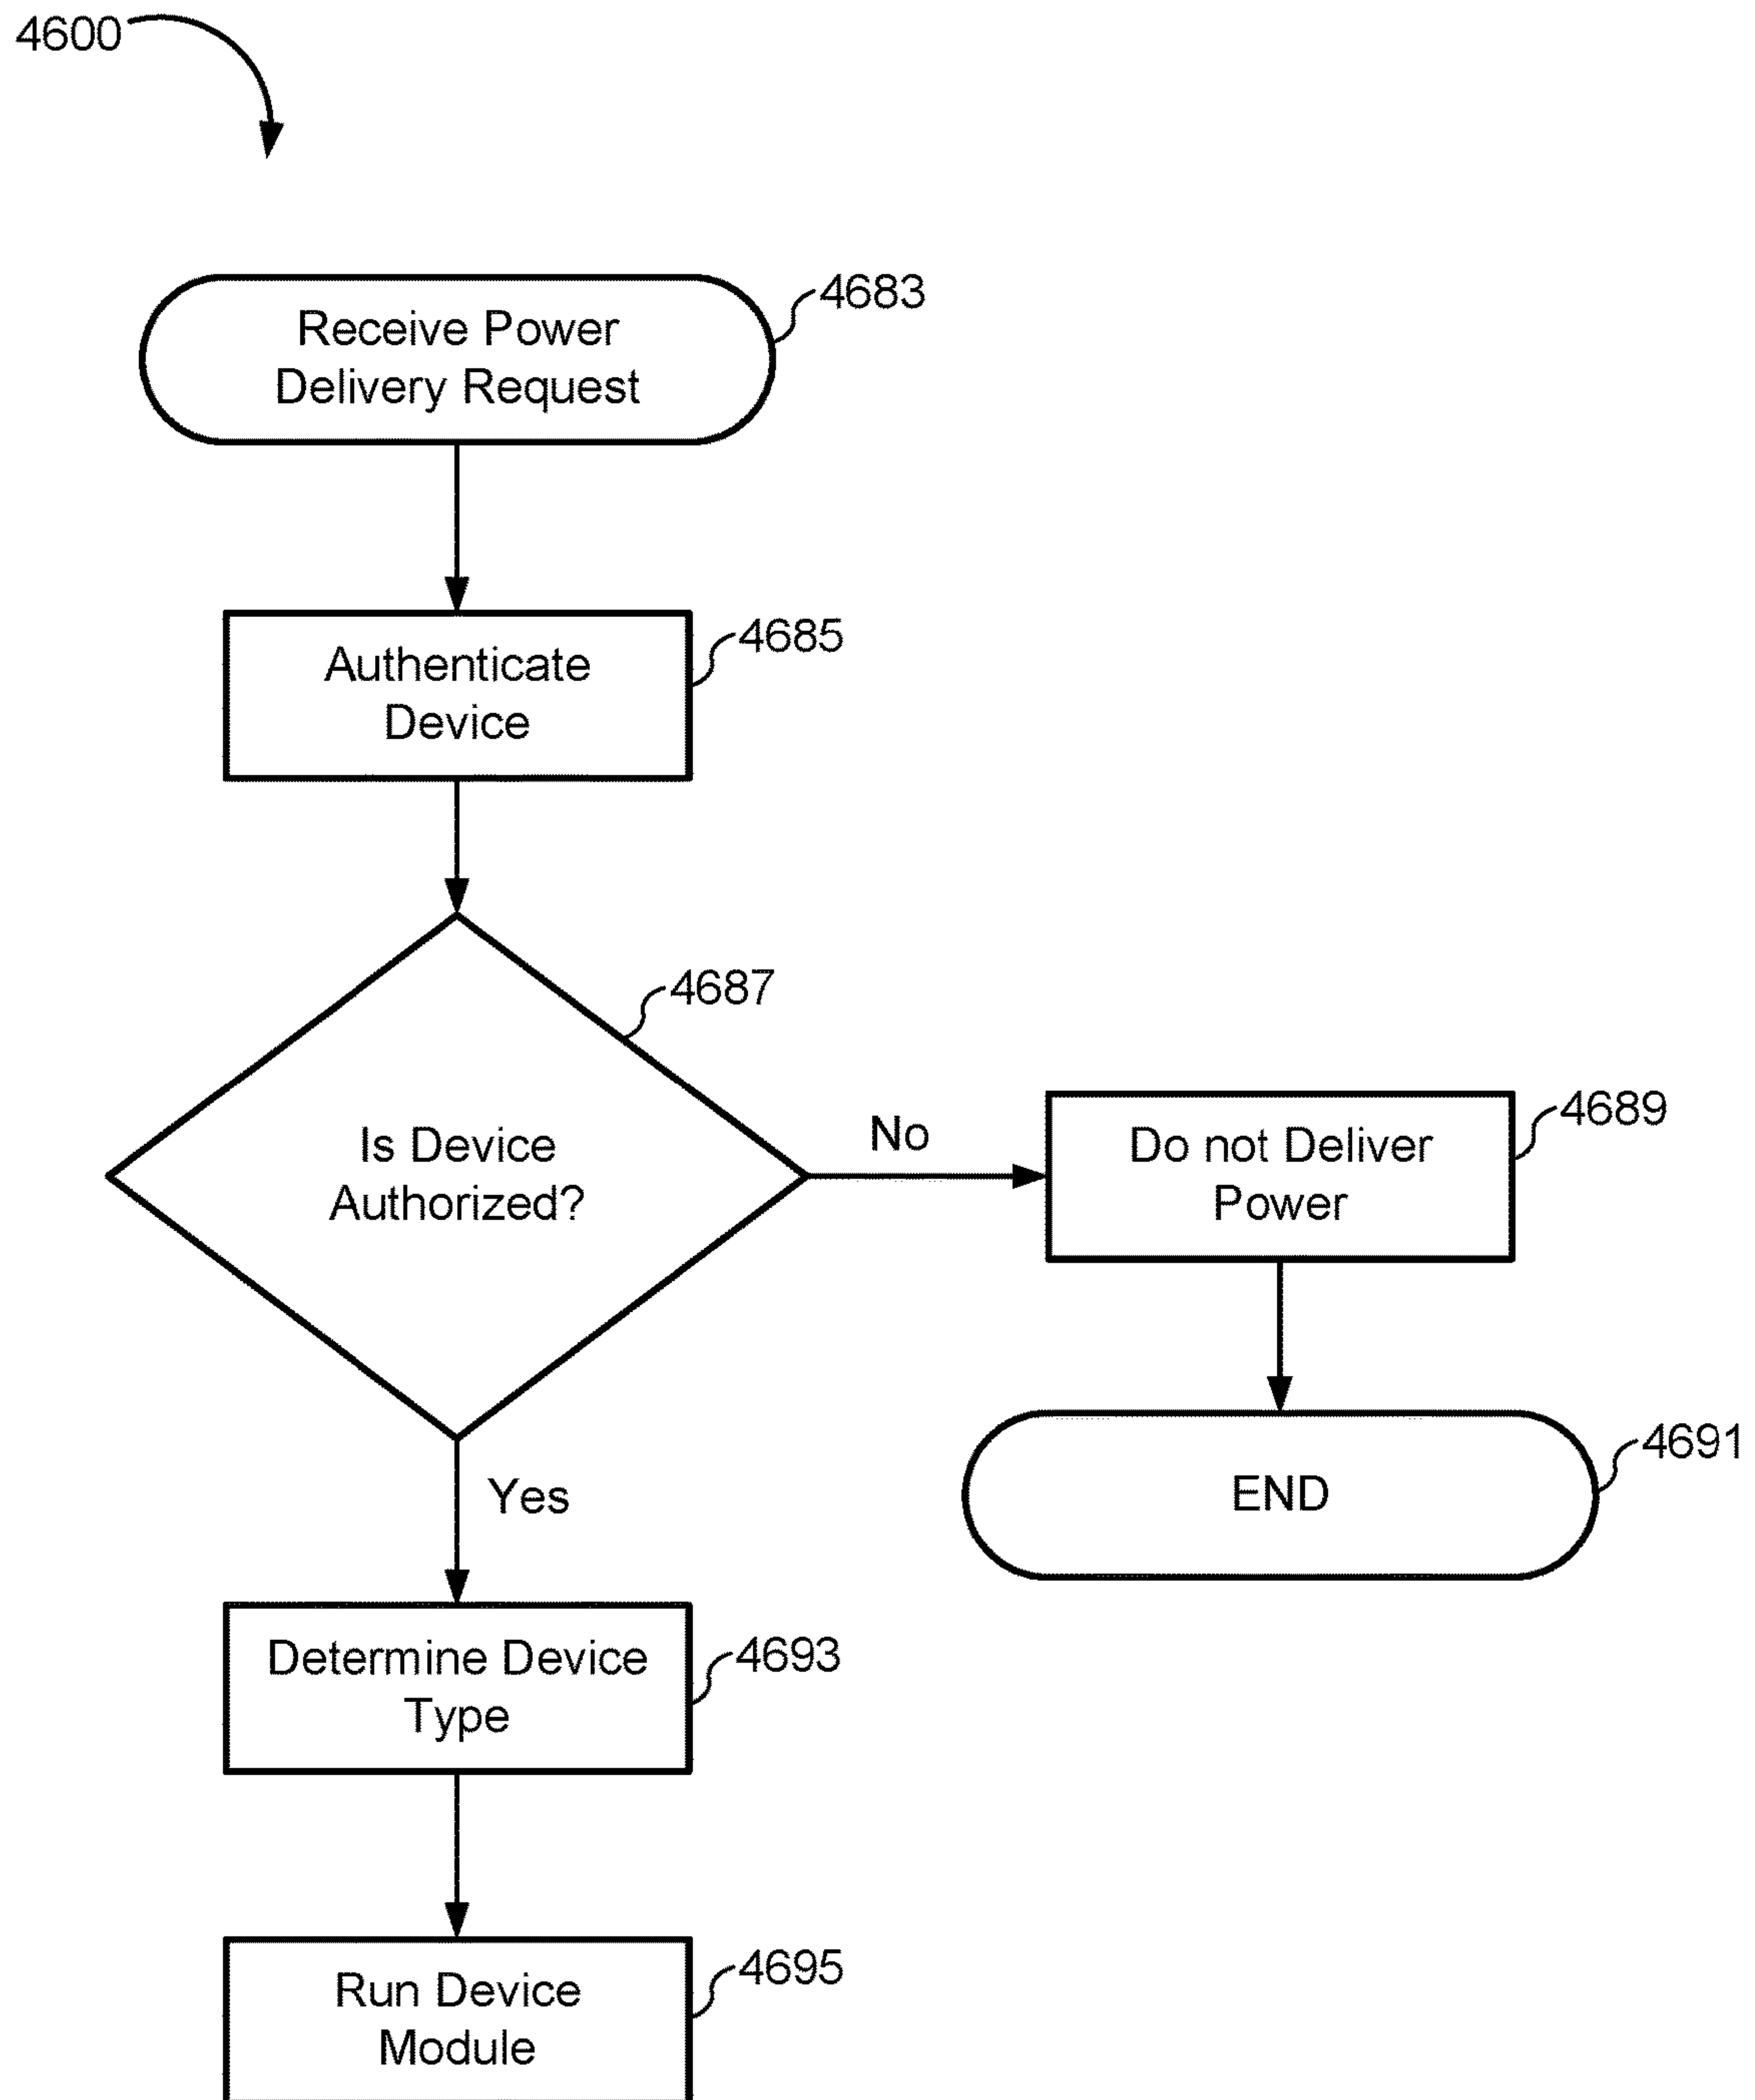 4600
Receive Power
Delivery Request
4683
Authenticate
Device
4685
Is Device
Authorized?
4687
No
Do not Deliver
Power
4689
END
4691
Yes
Determine Device
Type
4693
Run Device
Module
4695